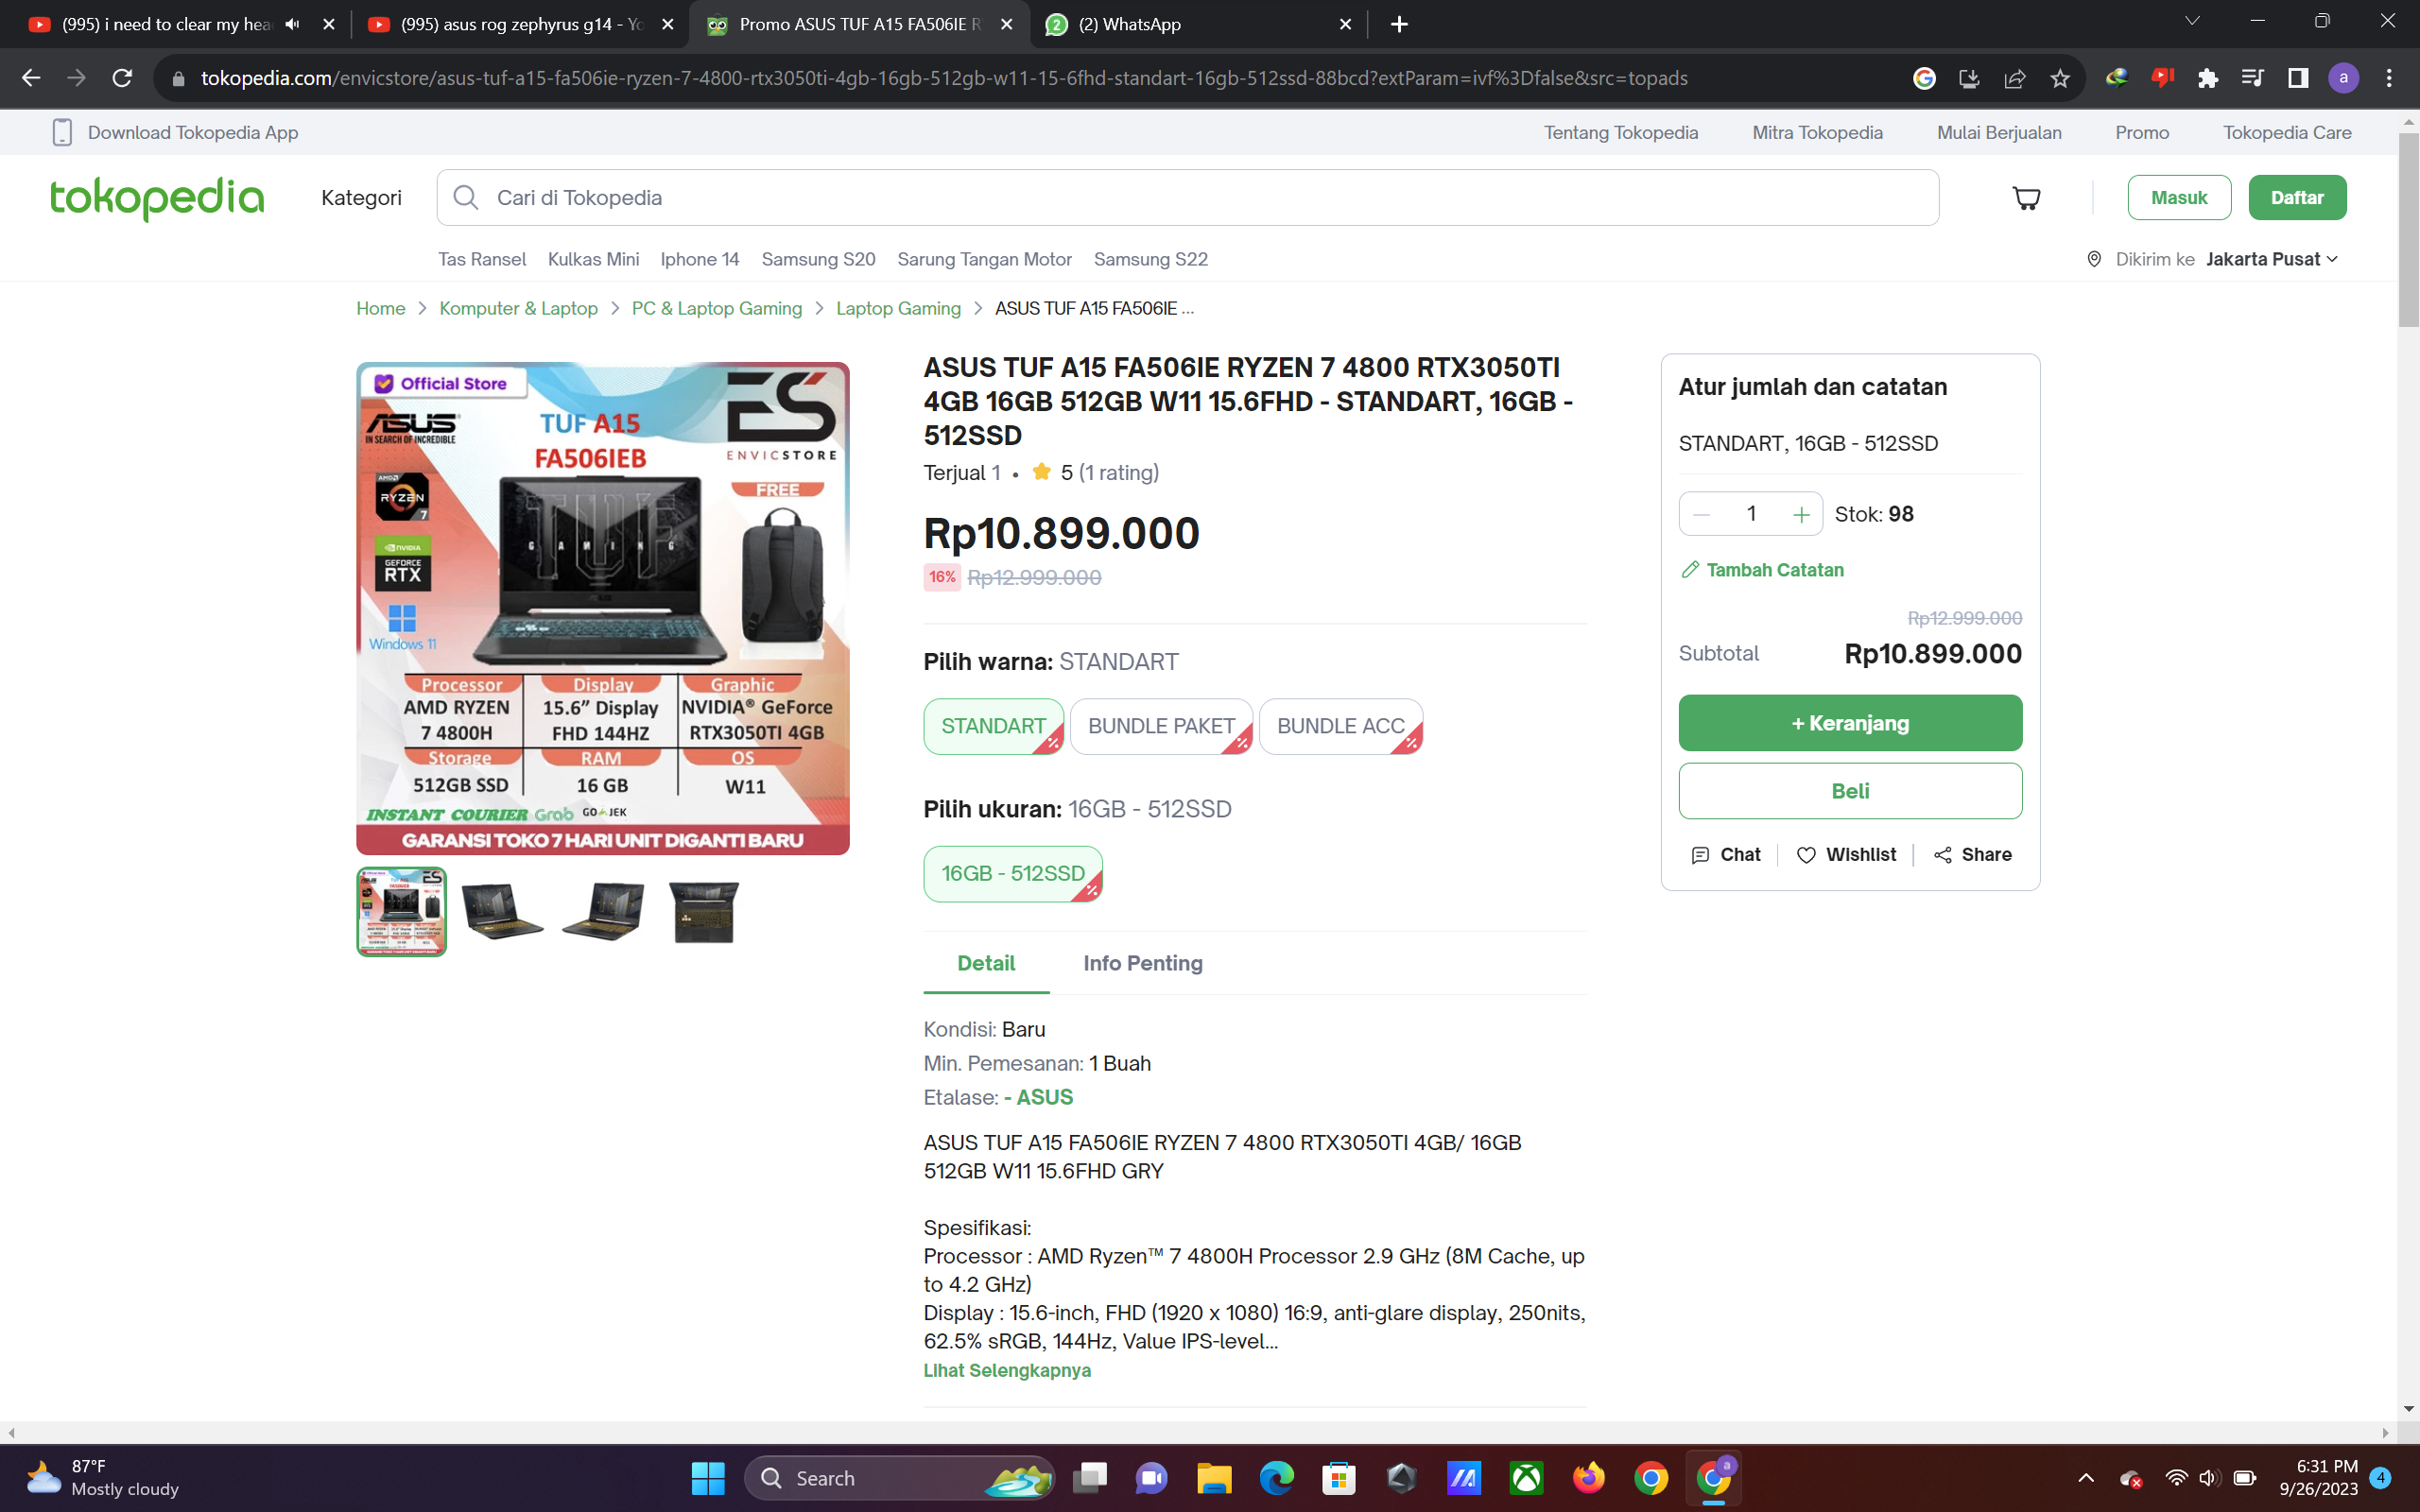 (995) i need to clear my hea
(995) asus rog zephyrus g14 - Yo
Promo ASUS TUF A15 FA506IE R
(2) WhatsApp
tokopedia.com/envicstore/asus-tuf-a15-fa506ie-ryzen-7-4800-rtx3050ti-4gb-16gb-512gb-w11-15-6fhd-standart-16gb-512ssd-88bcd?extParam=ivf%3Dfalse&src=topads
a
Download Tokopedia App
Tentang Tokopedia
Mitra Tokopedia
Mulai Berjualan
Promo
Tokopedia Care
tokopedia
Kategori
Cari di Tokopedia
Masuk
Daftar
Tas Ransel
Kulkas Mini
Iphone 14
Samsung S20
Sarung Tangan Motor
Samsung S22
Dikirim ke Jakarta Pusat
Home > Komputer & Laptop > PC & Laptop Gaming > Laptop Gaming > ASUS TUF A15 FA506IE ...
Official Store
ASUS
IN SEARCH OF INCREDIBLE
TUF A15
FA506IEB
ES
ENVICSTORE
AMD
RYZEN
7
NVIDIA
GEFORCE
RTX
Windows 11
TUF
GAMING
FREE
Processor
AMD RYZEN
7 4800H
Display
15.6” Display
FHD 144HZ
Graphic
NVIDIA® GeForce
RTX3050TI 4GB
Storage
512GB SSD
RAM
16 GB
OS
W11
INSTANT COURIER Grab GO-JEK
GARANSI TOKO 7 HARI UNIT DIGANTI BARU
ASUS TUF A15 FA506IE RYZEN 7 4800 RTX3050TI
4GB 16GB 512GB W11 15.6FHD - STANDART, 16GB -
512SSD
Terjual 1 • 5 (1 rating)
Rp10.899.000
16% Rp12.999.000
Pilih warna: STANDART
STANDART
BUNDLE PAKET
BUNDLE ACC
Pilih ukuran: 16GB - 512SSD
16GB - 512SSD
Detail
Info Penting
Kondisi: Baru
Min. Pemesanan: 1 Buah
Etalase: - ASUS
ASUS TUF A15 FA506IE RYZEN 7 4800 RTX3050TI 4GB/ 16GB
512GB W11 15.6FHD GRY
Spesifikasi:
Processor : AMD Ryzen™ 7 4800H Processor 2.9 GHz (8M Cache, up
to 4.2 GHz)
Display : 15.6-inch, FHD (1920 x 1080) 16:9, anti-glare display, 250nits,
62.5% sRGB, 144Hz, Value IPS-level...
Lihat Selengkapnya
Atur jumlah dan catatan
STANDART, 16GB - 512SSD
1
Stok: 98
Tambah Catatan
Rp12.999.000
Subtotal Rp10.899.000
+ Keranjang
Beli
Chat
Wishlist
Share
87°F
Mostly cloudy
Search
6:31 PM
9/26/2023
4